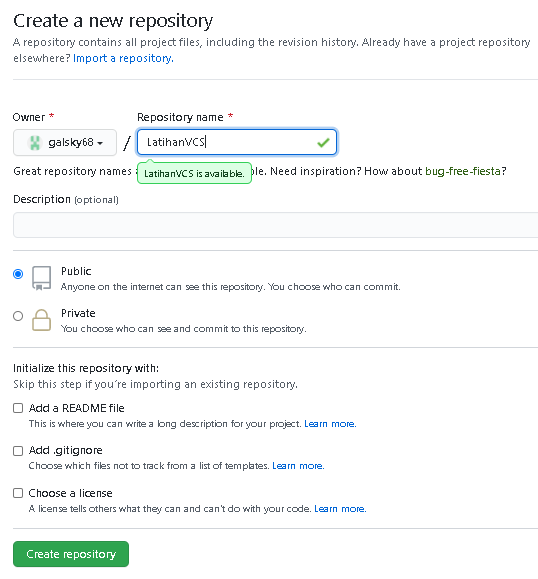 Create a new repository
A repository contains all project files, including the revision history. Already have a project repository
elsewhere? Import a repository.
Owner * Repository name *
galsky68 / LatihanVCS
Great repository names a ble. Need inspiration? How about bug-free-fiesta?
LatihanVCS is available.
Description (optional)
Public
Anyone on the internet can see this repository. You choose who can commit.
Private
You choose who can see and commit to this repository.
Initialize this repository with:
Skip this step if you're importing an existing repository.
Add a README file
This is where you can write a long description for your project. Learn more.
Add .gitignore
Choose which files not to track from a list of templates. Learn more.
Choose a license
A license tells others what they can and can't do with your code. Learn more.
Create repository